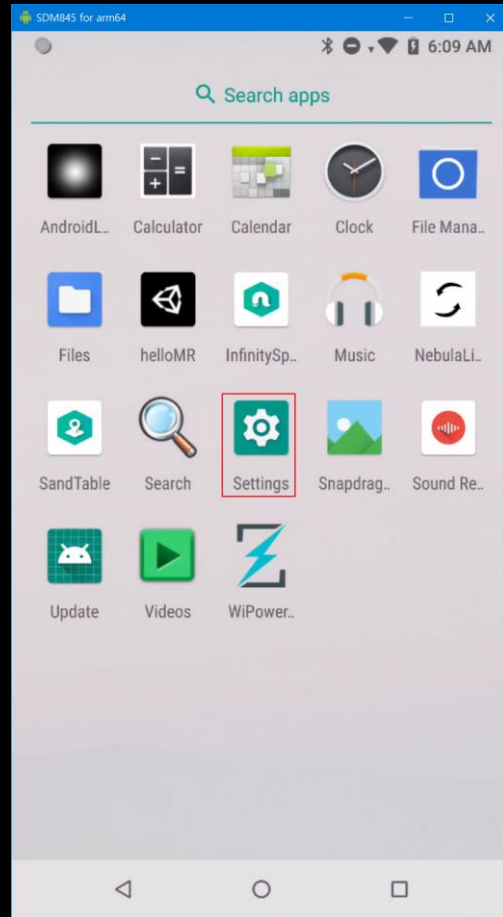 SDM845 for arm64
6:09 AM
Search apps
AndroidL.. Calculator Calendar Clock File Mana..
Files helloMR InfinitySp.. Music NebulaLi..
SandTable Search Settings Snapdrag.. Sound Re..
Update Videos WiPower..